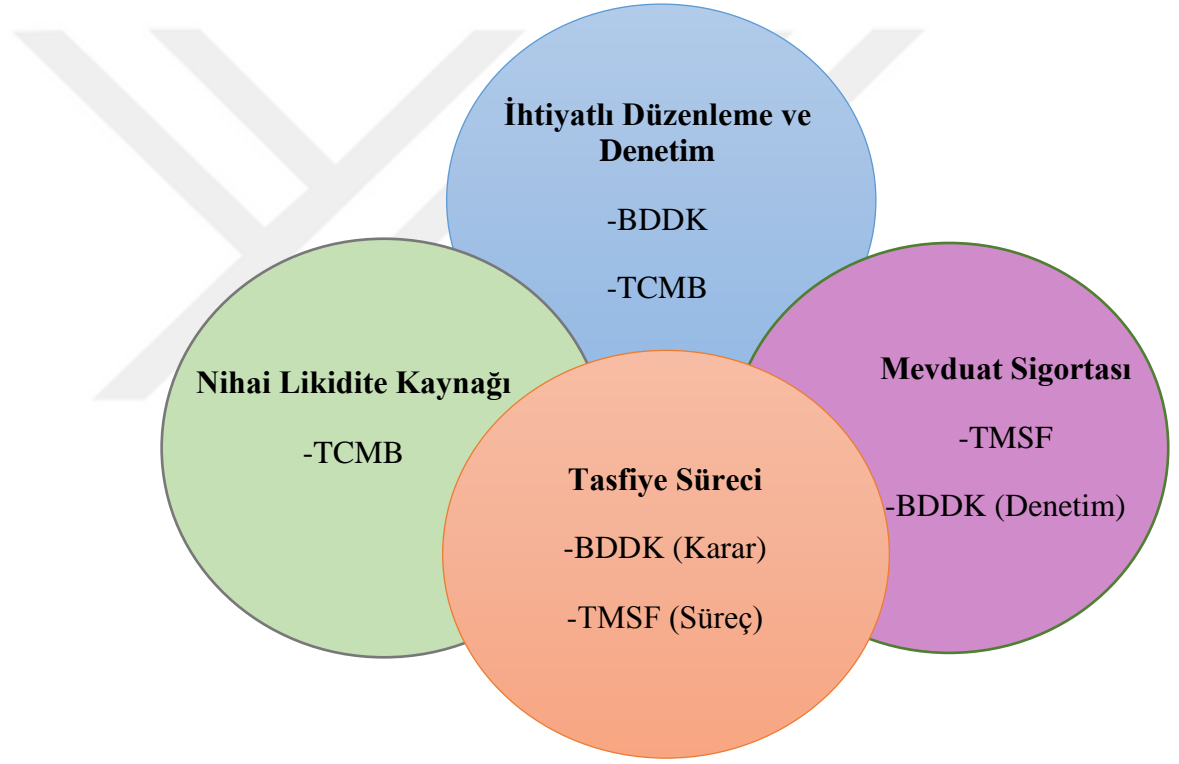 İhtiyatlı Düzenleme ve
Denetim
-BDDK
-TCMB
Nihai Likidite Kaynağı
-TCMB
Mevduat Sigortası
-TMSF
-BDDK (Denetim)
Tasfiye Süreci
-BDDK (Karar)
-TMSF (Süreç)